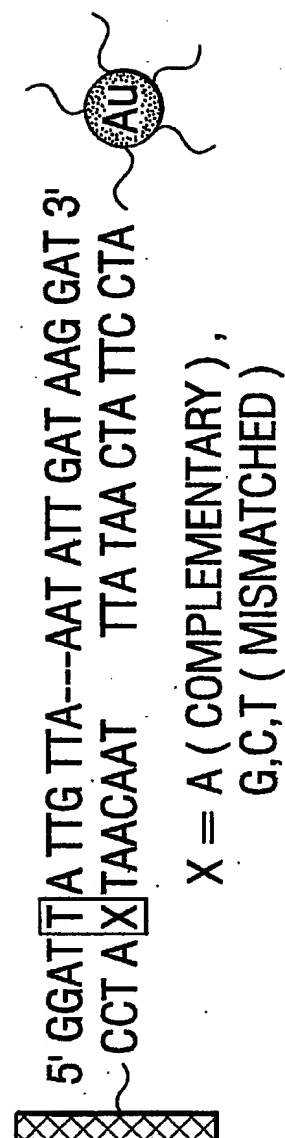 5' GGATT A TTG TTA---AAT ATT GAT AAG GAT 3'
CCT A X TAACAAT TTA TAA CTA TTC CTA
Au
X = A ( COMPLEMENTARY ),
G,C,T ( MISMATCHED )